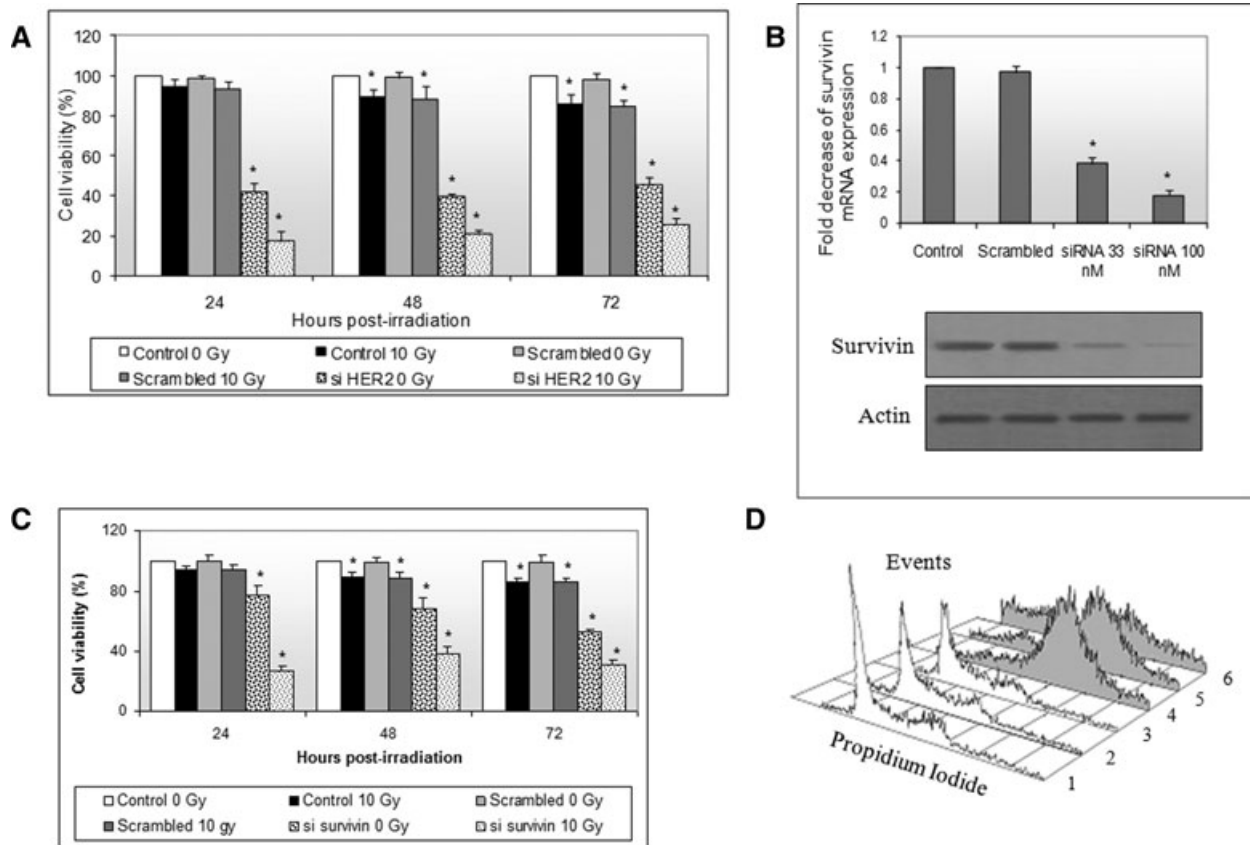 A
Cell viability (%)
120
100
80
60
40
20
0
* * * *
* * * * * *
* * * *
24 48 72
Hours post-irradiation
Control 0 Gy Control 10 Gy Scrambled 0 Gy
Scrambled 10 Gy si HER2 0 Gy si HER2 10 Gy
B
Fold decrease of survivin
mRNA expression
1.2
1
0.8
0.6
0.4
0.2
0
* *
Control Scrambled siRNA 33 siRNA 100
nM nM
Survivin
Actin
C
Cell viability (%)
120
80
40
0
* * * *
* * * * * *
* * * *
24 48 72
Hours post-irradiation
Control 0 Gy Control 10 Gy Scrambled 0 Gy
Scrambled 10 gy si survivin 0 Gy si survivin 10 Gy
D
Events
Propidium Iodide
1
2
3
4
5
6